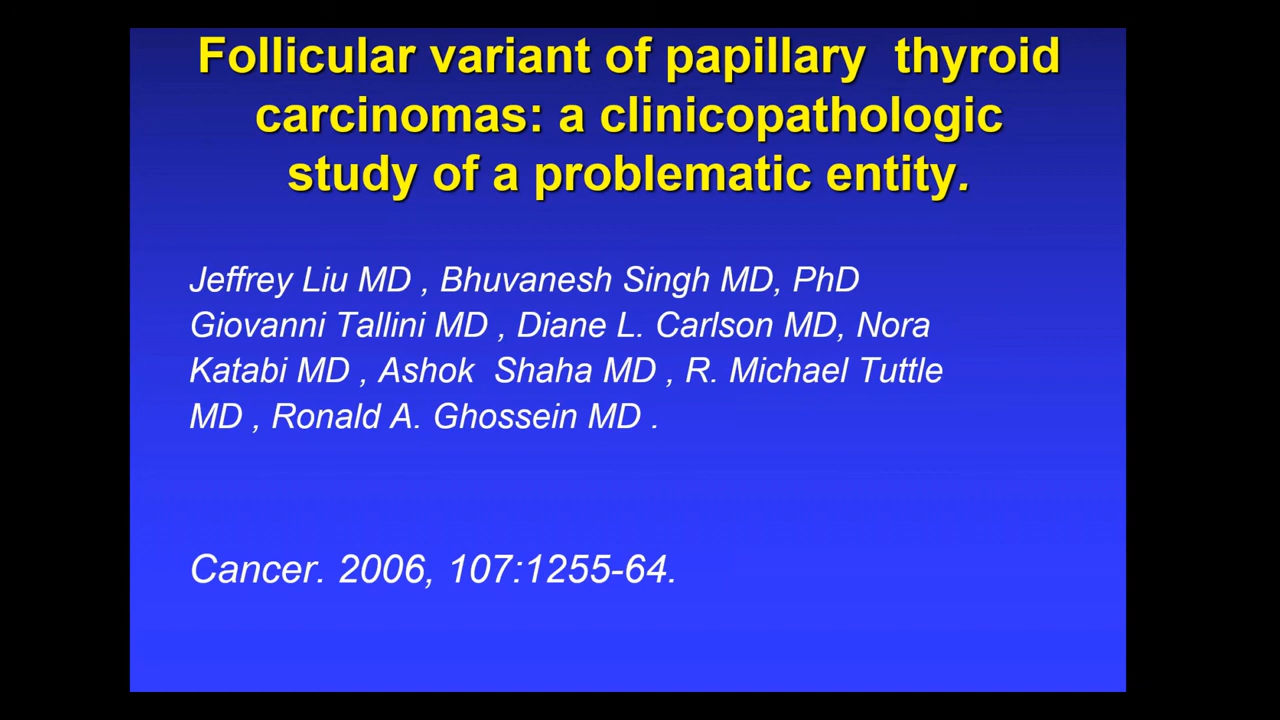 Follicular variant of papillary  thyroid
carcinomas: a clinicopathologic
study of a problematic entity.
Jeffrey Liu MD , Bhuvanesh Singh MD, PhD
Giovanni Tallini MD , Diane L. Carlson MD, Nora
Katabi MD , Ashok  Shaha MD , R. Michael Tuttle
MD , Ronald A. Ghossein MD .
Cancer. 2006, 107:1255-64.